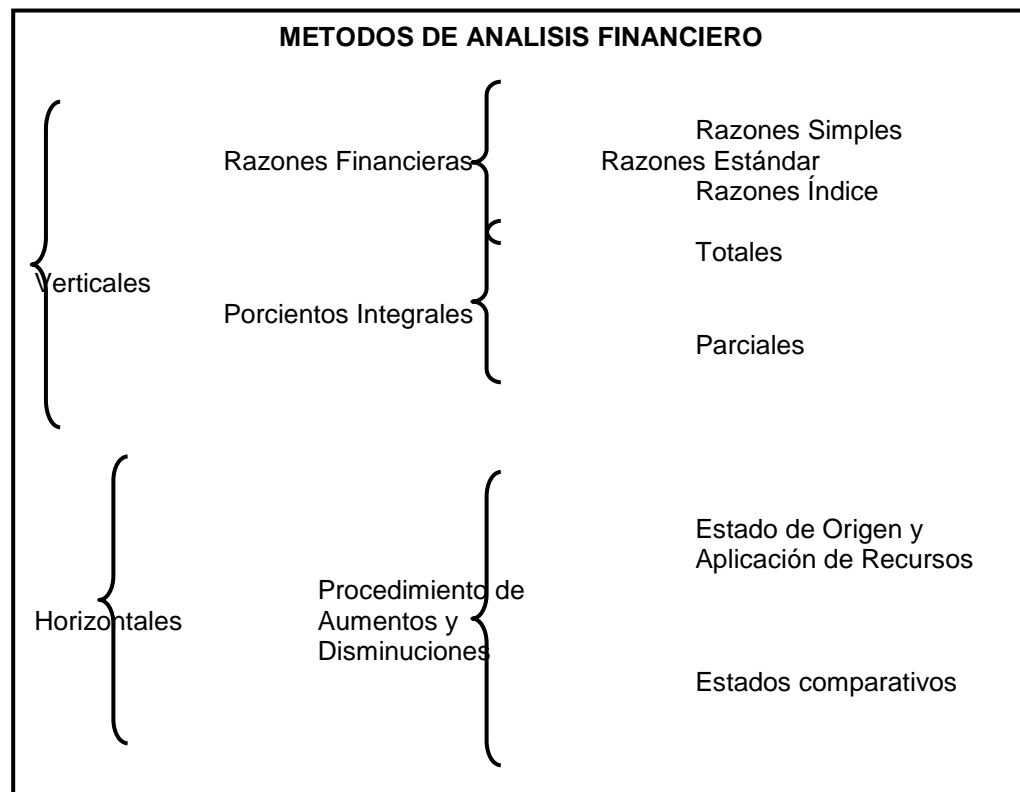 METODOS DE ANALISIS FINANCIERO
Razones Simples
Razones Financieras
Razones Estándar
Razones Índice
Totales
Verticales
Porcientos Integrales
Parciales
Estado de Origen y
Aplicación de Recursos
Procedimiento de
Horizontales
Aumentos y
Disminuciones
Estados comparativos